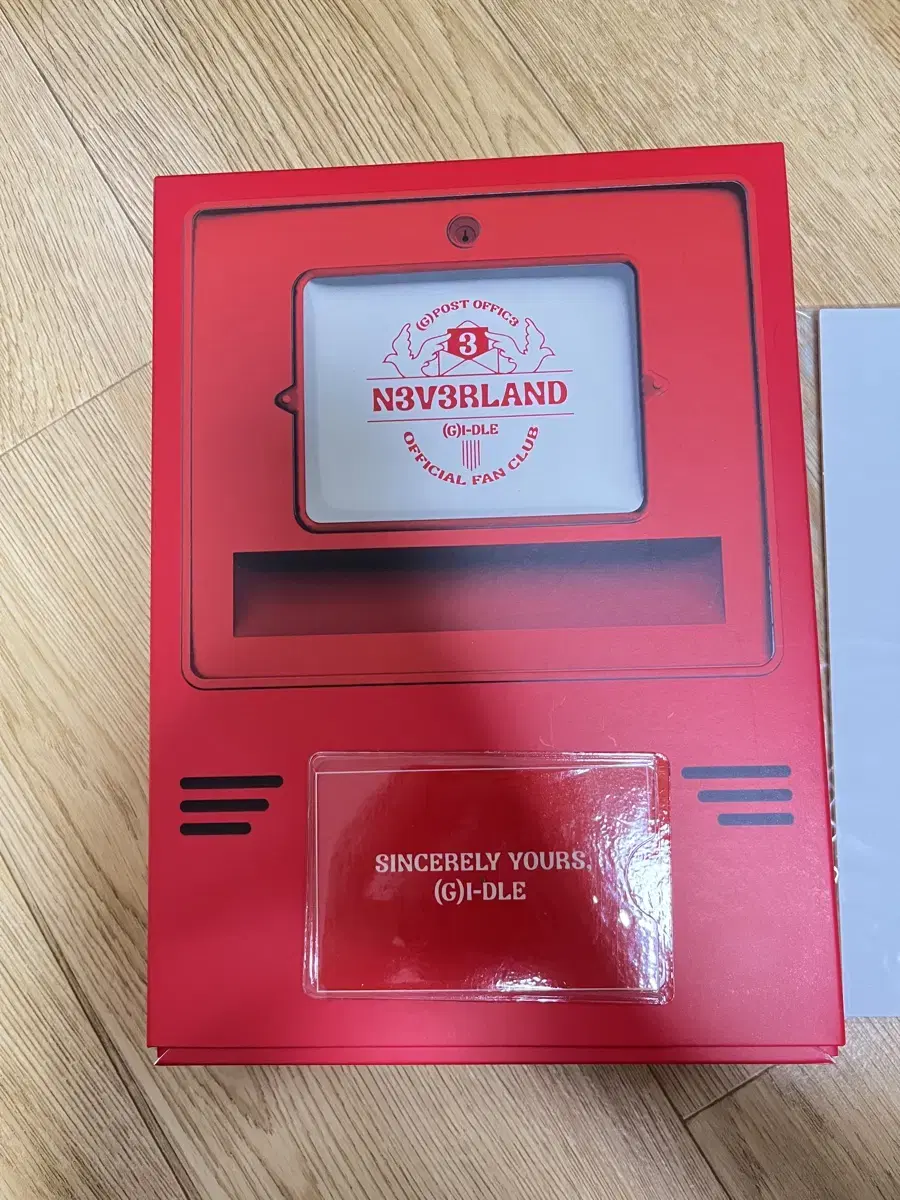 (G)POST OFFIC3
3
N3V3RLAND
(G)I-DLE
OFFICIAL FAN CLUB
SINCERELY YOURS,
(G)I-DLE